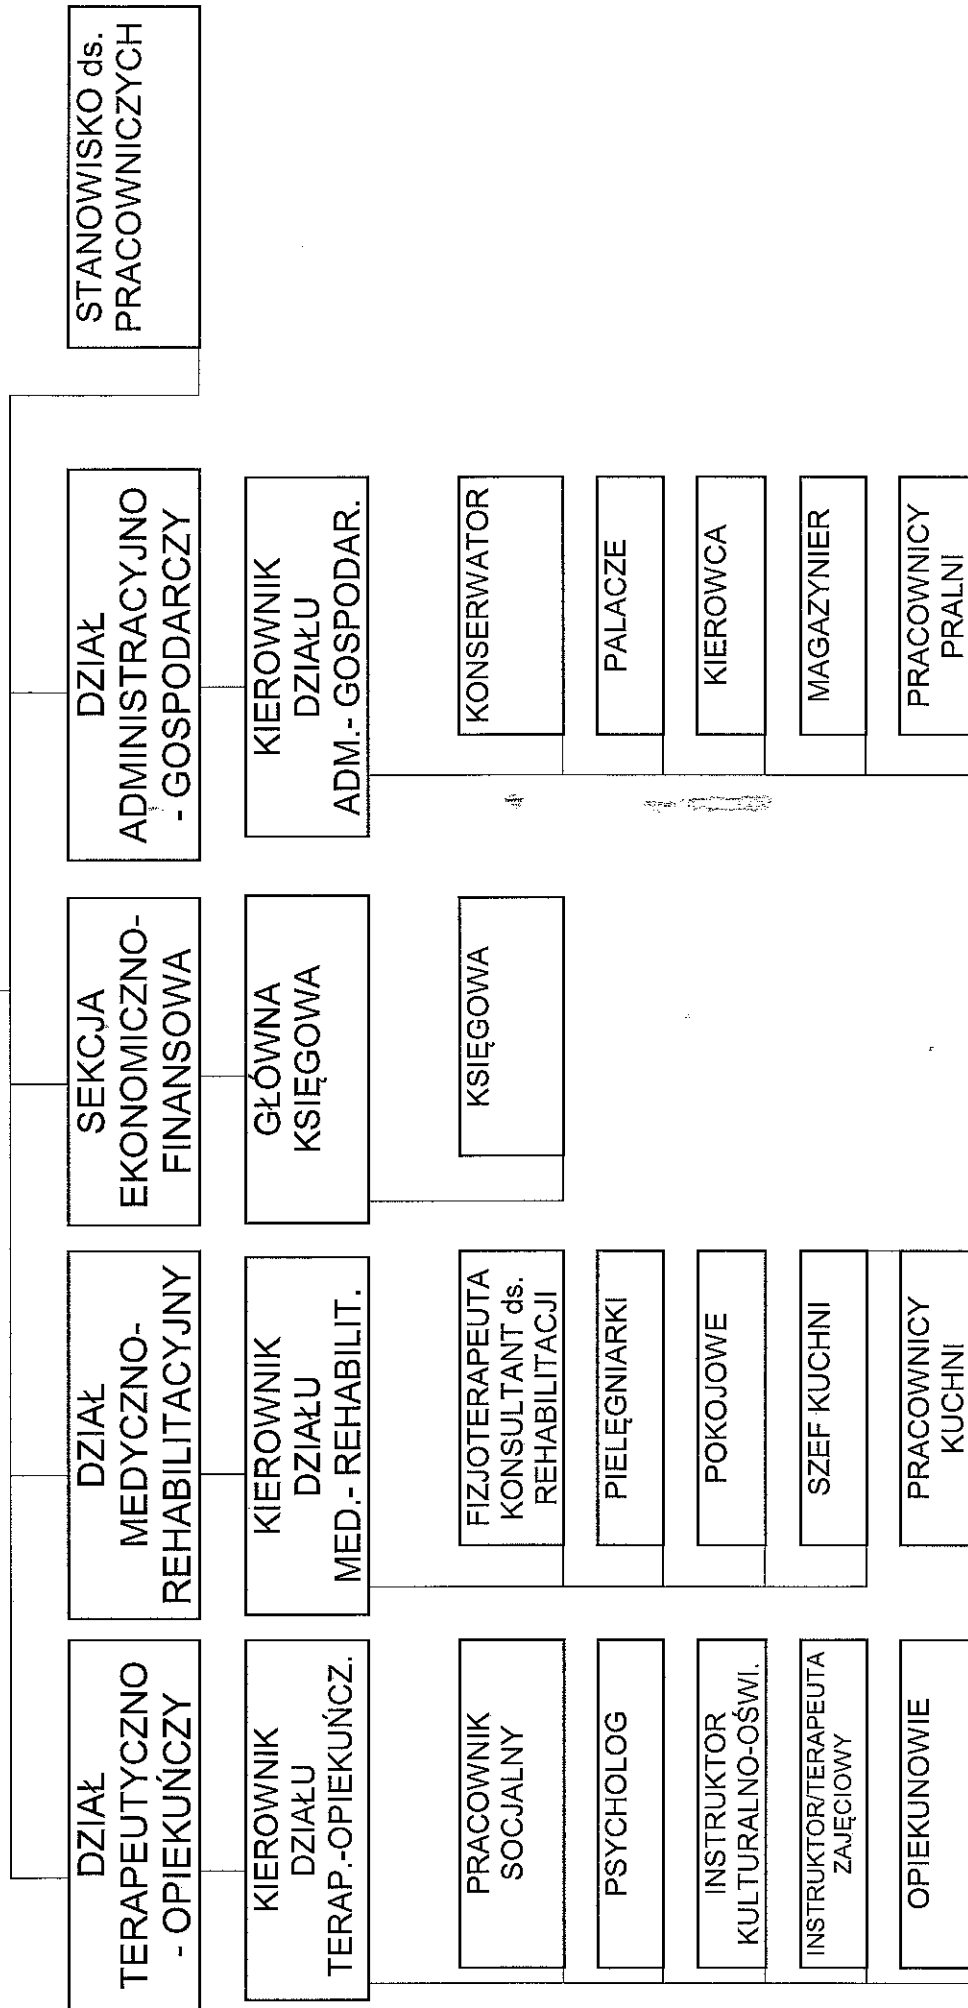 DZIAŁ
TERAPEUTYCZNO
- OPIEKUŃCZY
KIEROWNIK
DZIAŁU
TERAP.-OPIEKUŃCZ.
PRACOWNIK
SOCJALNY
PSYCHOLOG
INSTRUKTOR
KULTURALNO-OŚWI.
INSTRUKTOR/TERAPEUTA
ZAJĘCIOWY
OPIEKUNOWIE
DZIAŁ
MEDYCZNO-
REHABILITACYJNY
KIEROWNIK
DZIAŁU
MED.- REHABILIT.
FIZJOTERAPEUTA
KONSULTANT ds.
REHABILITACJI
PIELĘGNIARKI
POKOJOWE
SZEF KUCHNI
PRACOWNICY
KUCHNI
SEKCJA
EKONOMICZNO-
FINANSOWA
GŁÓWNA
KSIĘGOWA
KSIĘGOWA
DZIAŁ
ADMINISTRACYJNO
- GOSPODARCZY
KIEROWNIK
DZIAŁU
ADM.- GOSPODAR.
KONSERWATOR
PALACZE
KIEROWCA
MAGAZYNIER
PRACOWNICY
PRALNI
STANOWISKO ds.
PRACOWNICZYCH